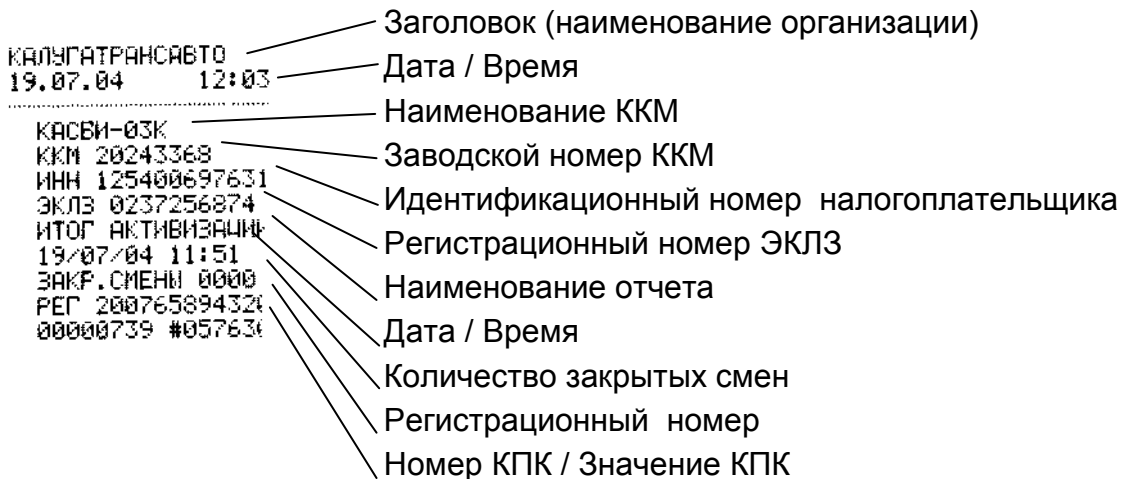 КАЛУГАТРАНСАВТО
19.07.04 12:03
КАСБИ-03К
ККМ 20243368
ИНН 125400697631
ЭКЛЗ 0237256874
ИТОГ АКТИВИЗАЦИИ
19/07/04 11:51
ЗАКР.СМЕНЫ 0000
РЕГ 200765894320
00000739 #05763
Заголовок (наименование организации)
Дата / Время
Наименование ККМ
Заводской номер ККМ
Идентификационный номер налогоплательщика
Регистрационный номер ЭКЛЗ
Наименование отчета
Дата / Время
Количество закрытых смен
Регистрационный номер
Номер КПК / Значение КПК